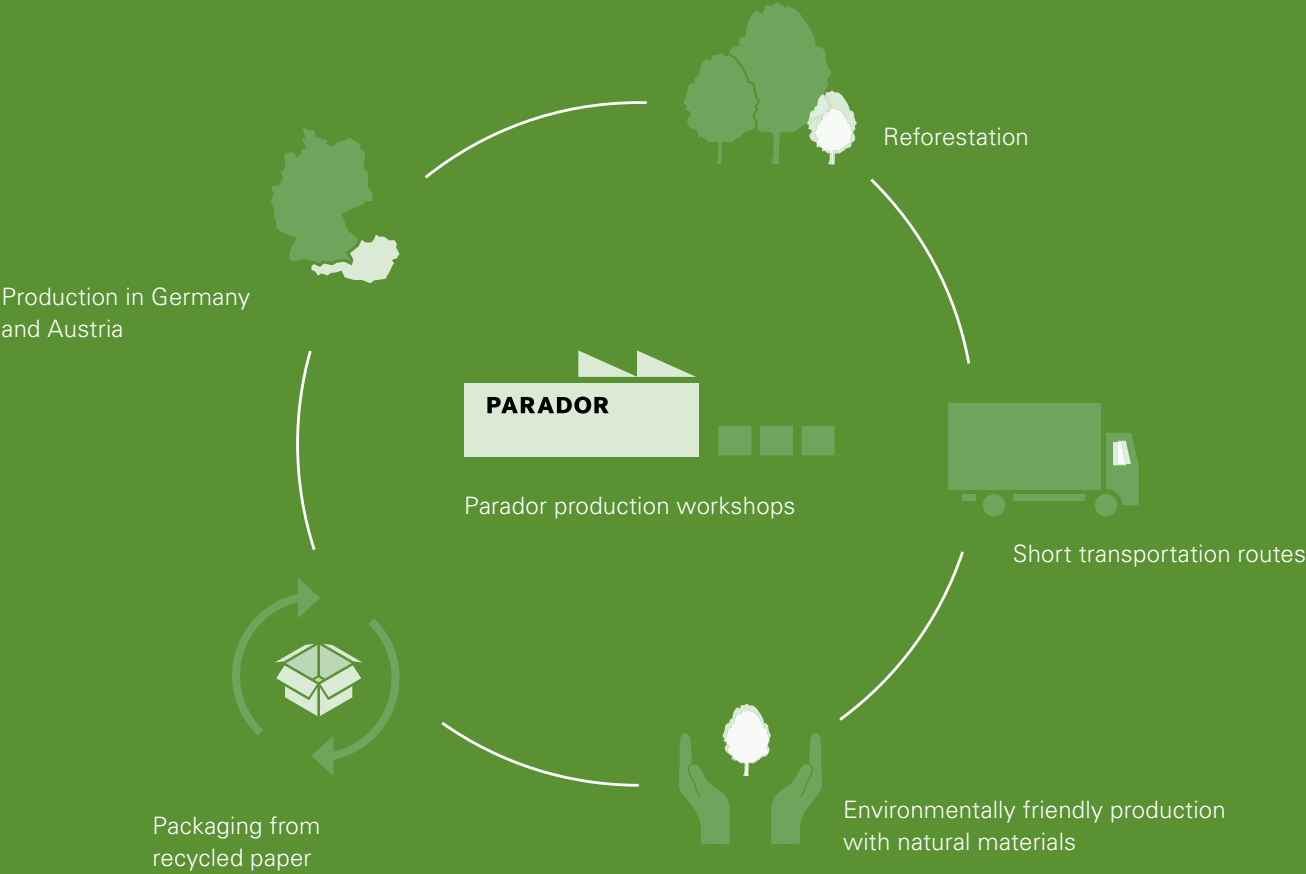 Reforestation
Production in Germany
and Austria
PARADOR
Parador production workshops
Short transportation routes
Environmentally friendly production
with natural materials
Packaging from
recycled paper